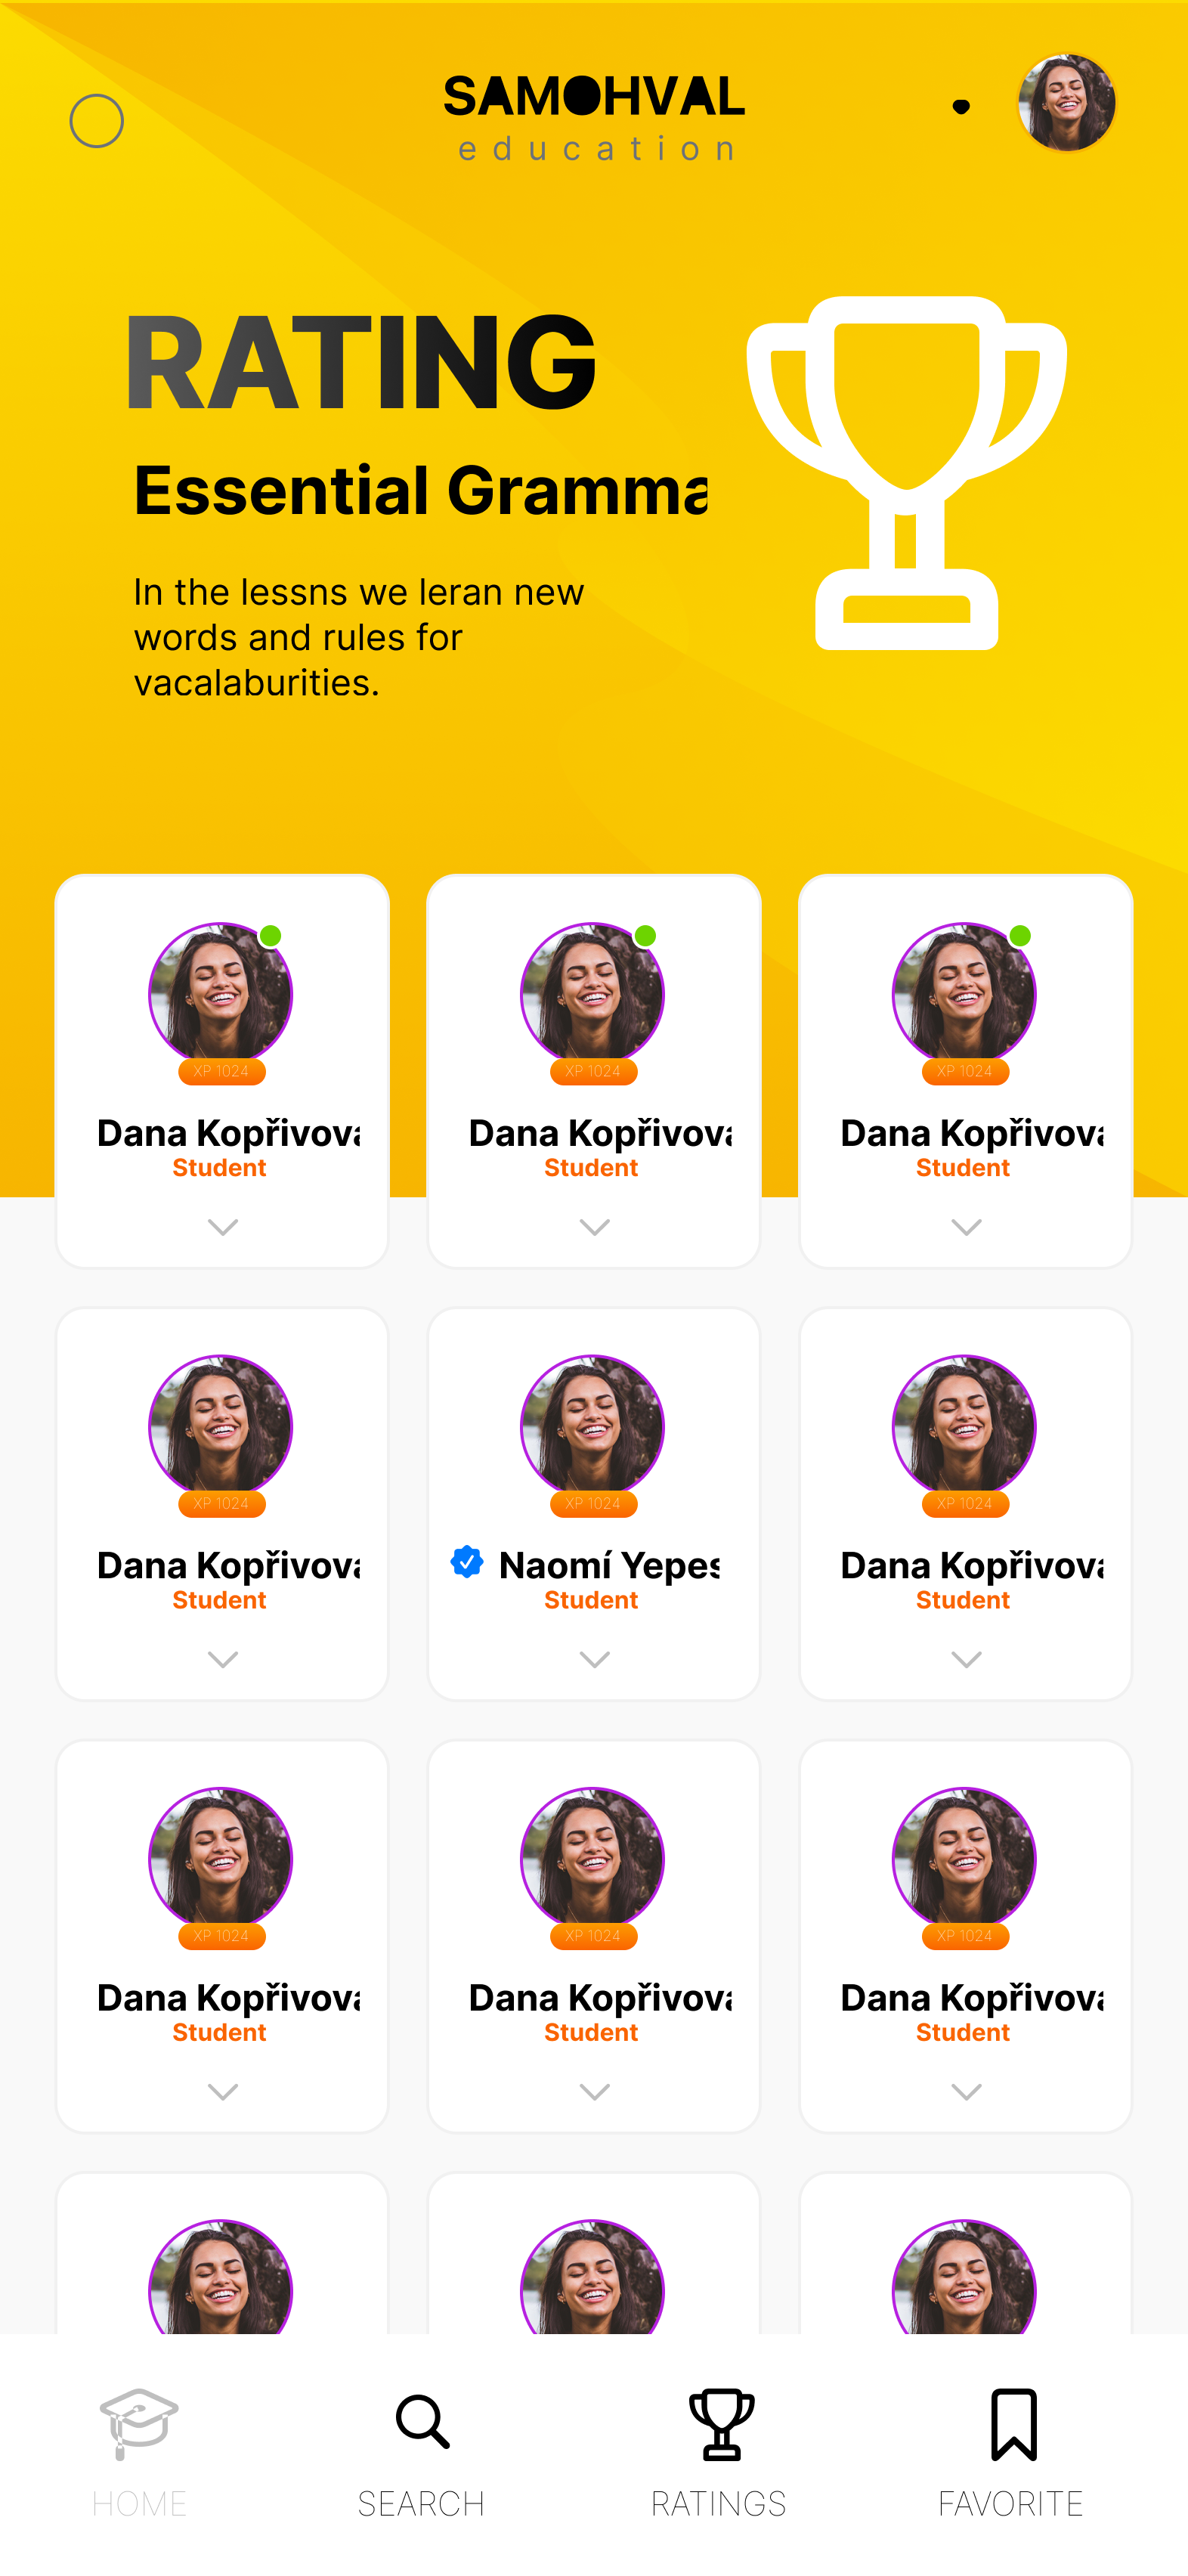 SAMOHVAL
education
RATING
Essential Gramma
In the lessns we leran new
words and rules for
vacalaburities.
XP 1024
XP 1024
XP 1024
Dana Kopřivova
Dana Kopřivova
Dana Kopřivova
Student
Student
Student
XP 1024
XP 1024
XP 1024
Dana Kopřivova
Naomí Yepes
Dana Kopřivova
Student
Student
Student
XP 1024
XP 1024
XP 1024
Dana Kopřivova
Dana Kopřivova
Dana Kopřivova
Student
Student
Student
HOME
SEARCH
RATINGS
FAVORITE